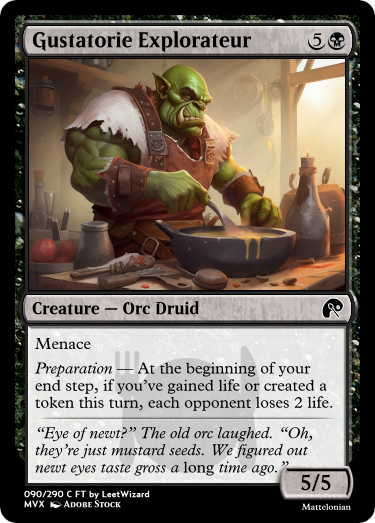 Gustatorie Explorateur 5
Creature — Orc Druid
Menace
Preparation — At the beginning of your
end step, if you've gained life or created a
token this turn, each opponent loses 2 life.
"Eye of newt?" The old orc laughed. "Oh,
they're just mustard seeds. We figured out
newt eyes taste gross a long time ago."
5/5
090/290 C FT by LeetWizard
MVX Adobe Stock
Mattelonian